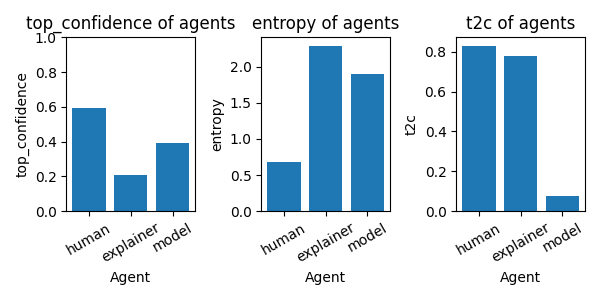 top_confidence of agents
top_confidence
1.0
0.8
0.6
0.4
0.2
0.0
human
explainer
model
Agent
entropy of agents
entropy
2.0
1.5
1.0
0.5
0.0
human
explainer
model
Agent
t2c of agents
t2c
0.8
0.6
0.4
0.2
0.0
human
explainer
model
Agent